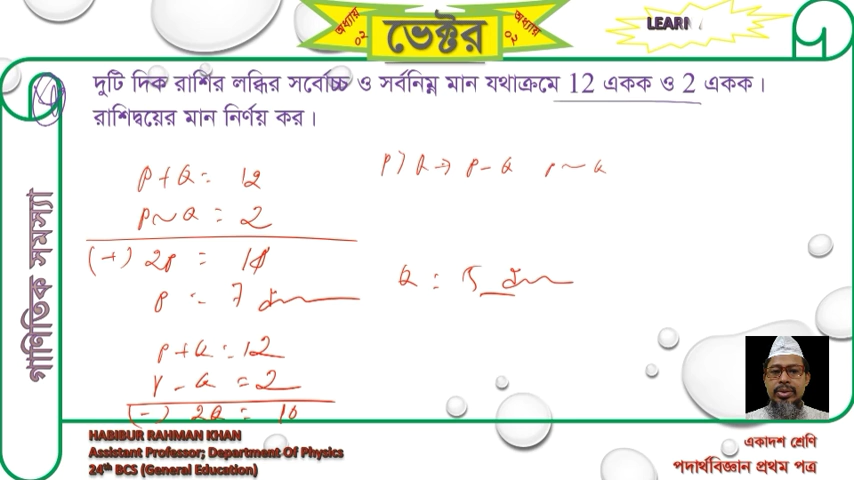 অধ্যায় ০২
ভেক্টর
অধ্যায় ০২
LEARN
দুটি দিক রাশির লব্ধির সর্বোচ্চ ও সর্বনিম্ন মান যথাক্রমে 12 একক ও 2 একক।
রাশিদ্বয়ের মান নির্ণয় কর।
গাণিতিক সমস্যা
P + Q = 12
P ~ Q = 2
(+) 2P = 14
P = 7 একক
P + Q = 12
P - Q = 2
(-) 2Q = 10
P > Q → P - Q P ~ Q
Q = 5 একক
HABIBUR RAHMAN KHAN
Assistant Professor; Department Of Physics
24th BCS (General Education)
একাদশ শ্রেণি
পদার্থবিজ্ঞান প্রথম পত্র